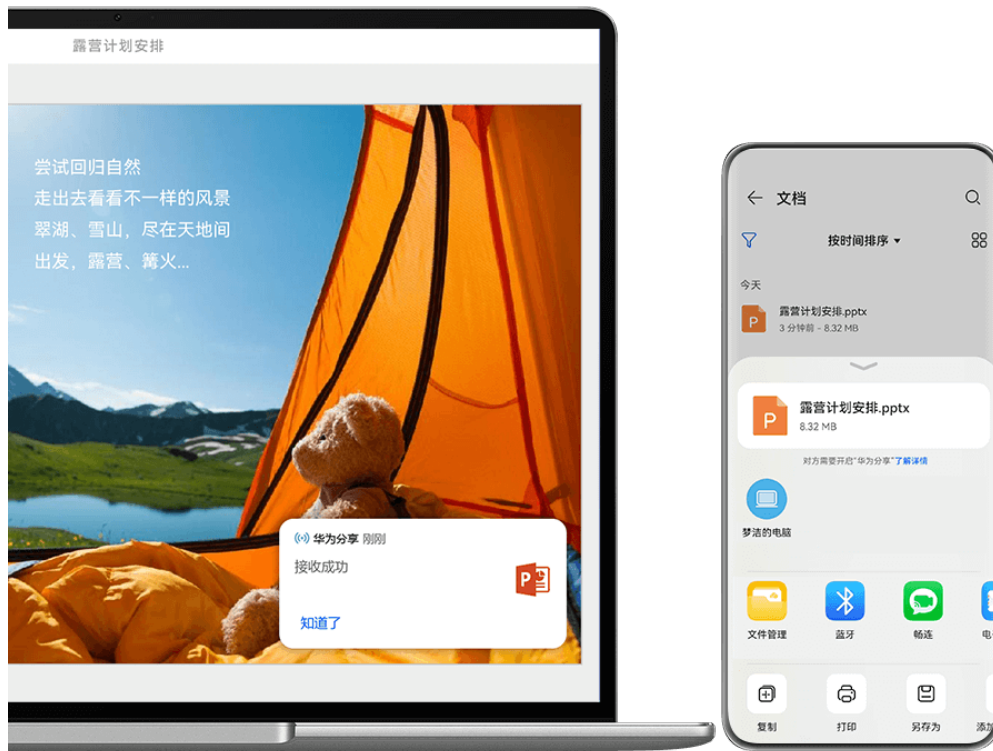 露营计划安排
尝试回归自然
走出去看看不一样的风景
翠湖、雪山，尽在天地间
出发，露营、篝火...
华为分享 刚刚
接收成功
P
知道了
文档
按时间排序
今天
P
露营计划安排.pptx
3 分钟前 - 8.32 MB
P
露营计划安排.pptx
8.32 MB
对方需要开启“华为分享”了解详情
梦洁的电脑
文件管理
蓝牙
畅连
复制
打印
另存为